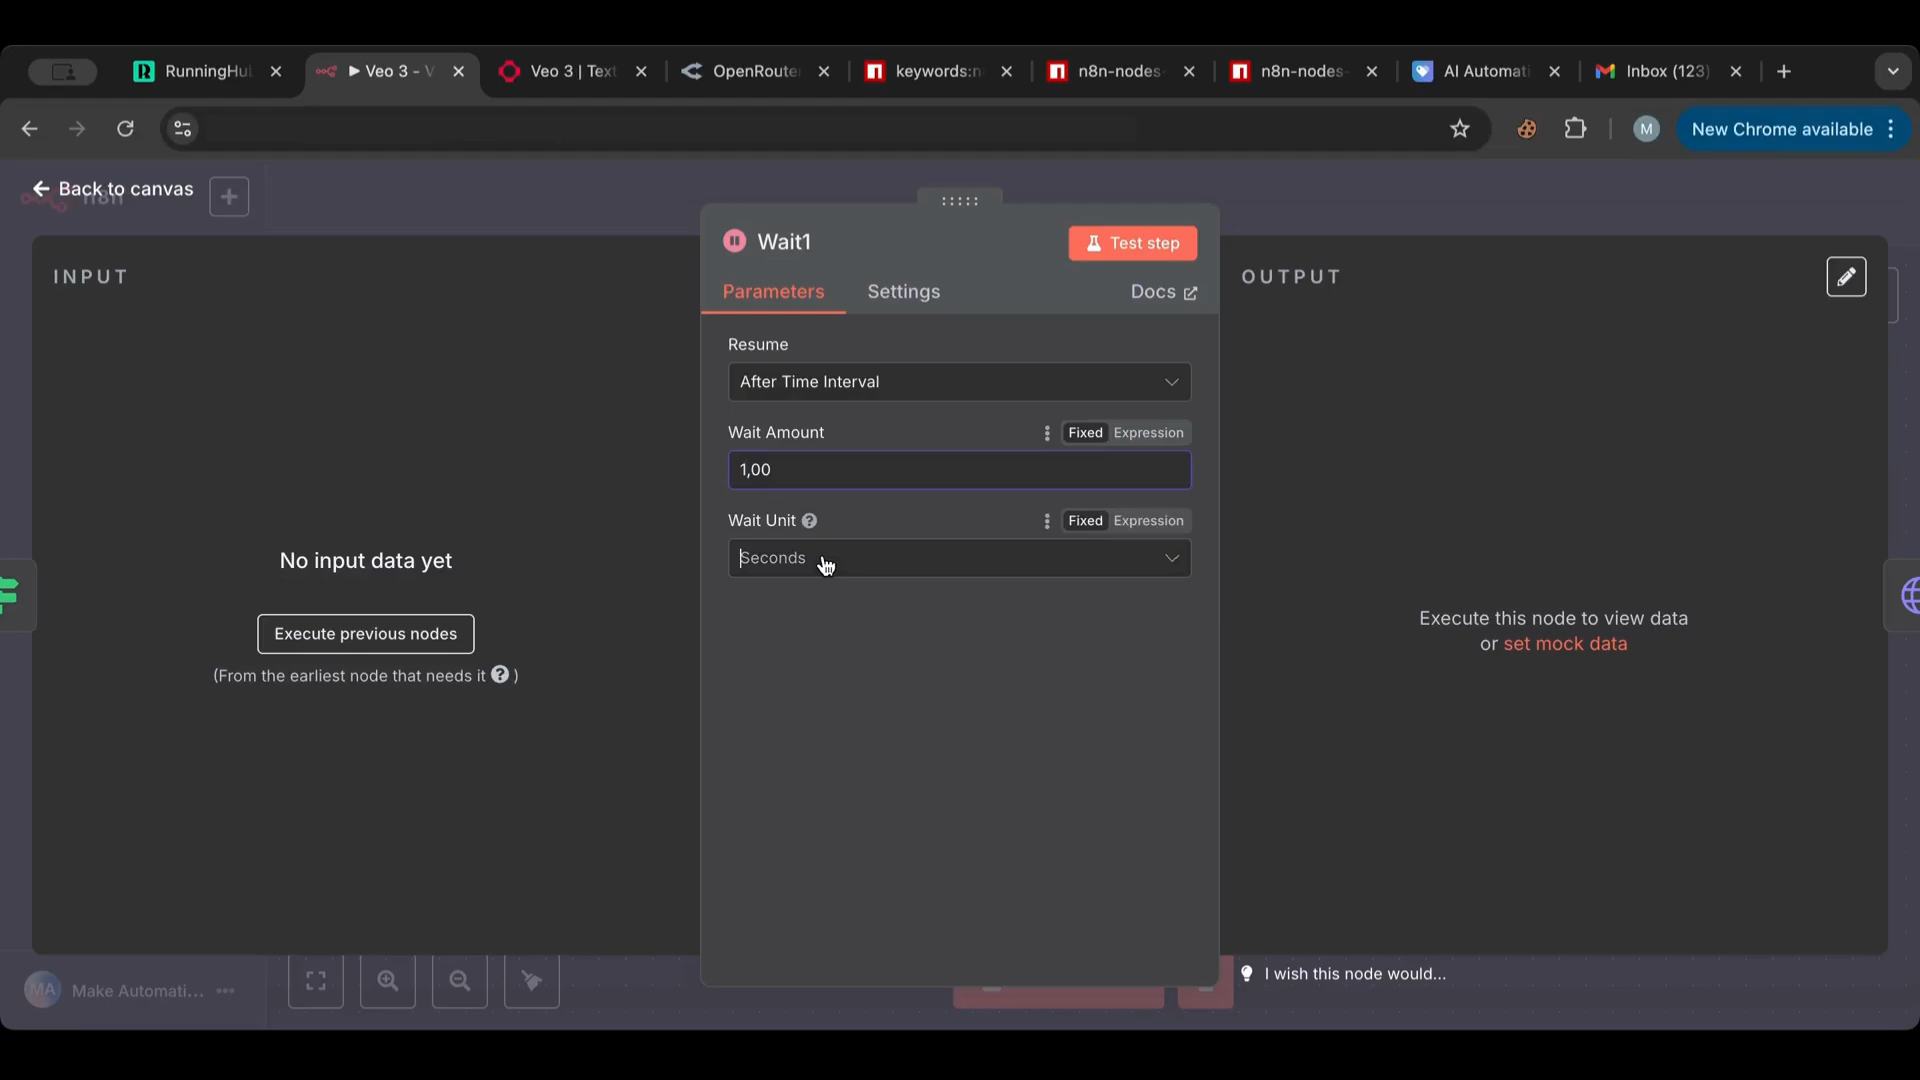 RunningHu
Veo 3 - V
Veo 3 | Text
OpenRoute
keywords:n
n8n-nodes-
n8n-nodes-
AI Automati
Inbox (123)
M
New Chrome available
Back to canvas
n8n
INPUT
Wait1
Test step
OUTPUT
Parameters
Settings
Docs
Resume
After Time Interval
Wait Amount
Fixed
Expression
1,00
Wait Unit
Fixed
Expression
Seconds
No input data yet
Execute previous nodes
(From the earliest node that needs it ? )
Execute this node to view data
or set mock data
I wish this node would...
MA
Make Automati...